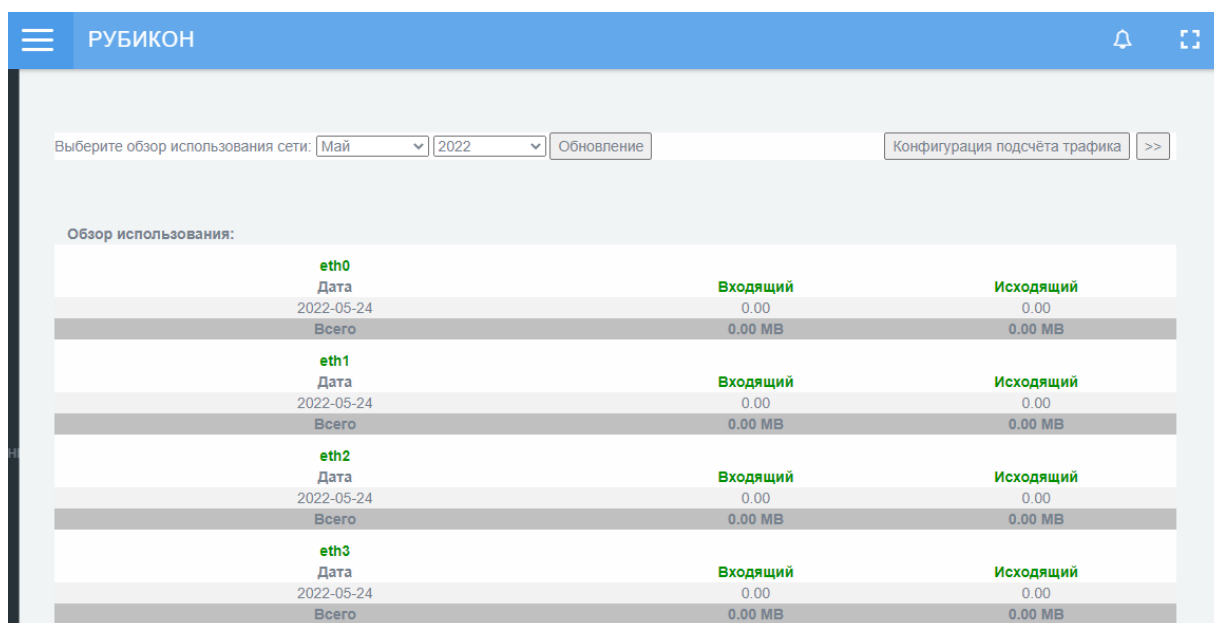 РУБИКОН
Выберите обзор использования сети: Май 2022 Обновление Конфигурация подсчёта трафика >>
Обзор использования:
eth0
Дата Входящий Исходящий
2022-05-24 0.00 0.00
Всего 0.00 MB 0.00 MB
eth1
Дата Входящий Исходящий
2022-05-24 0.00 0.00
Всего 0.00 MB 0.00 MB
eth2
Дата Входящий Исходящий
2022-05-24 0.00 0.00
Всего 0.00 MB 0.00 MB
eth3
Дата Входящий Исходящий
2022-05-24 0.00 0.00
Всего 0.00 MB 0.00 MB